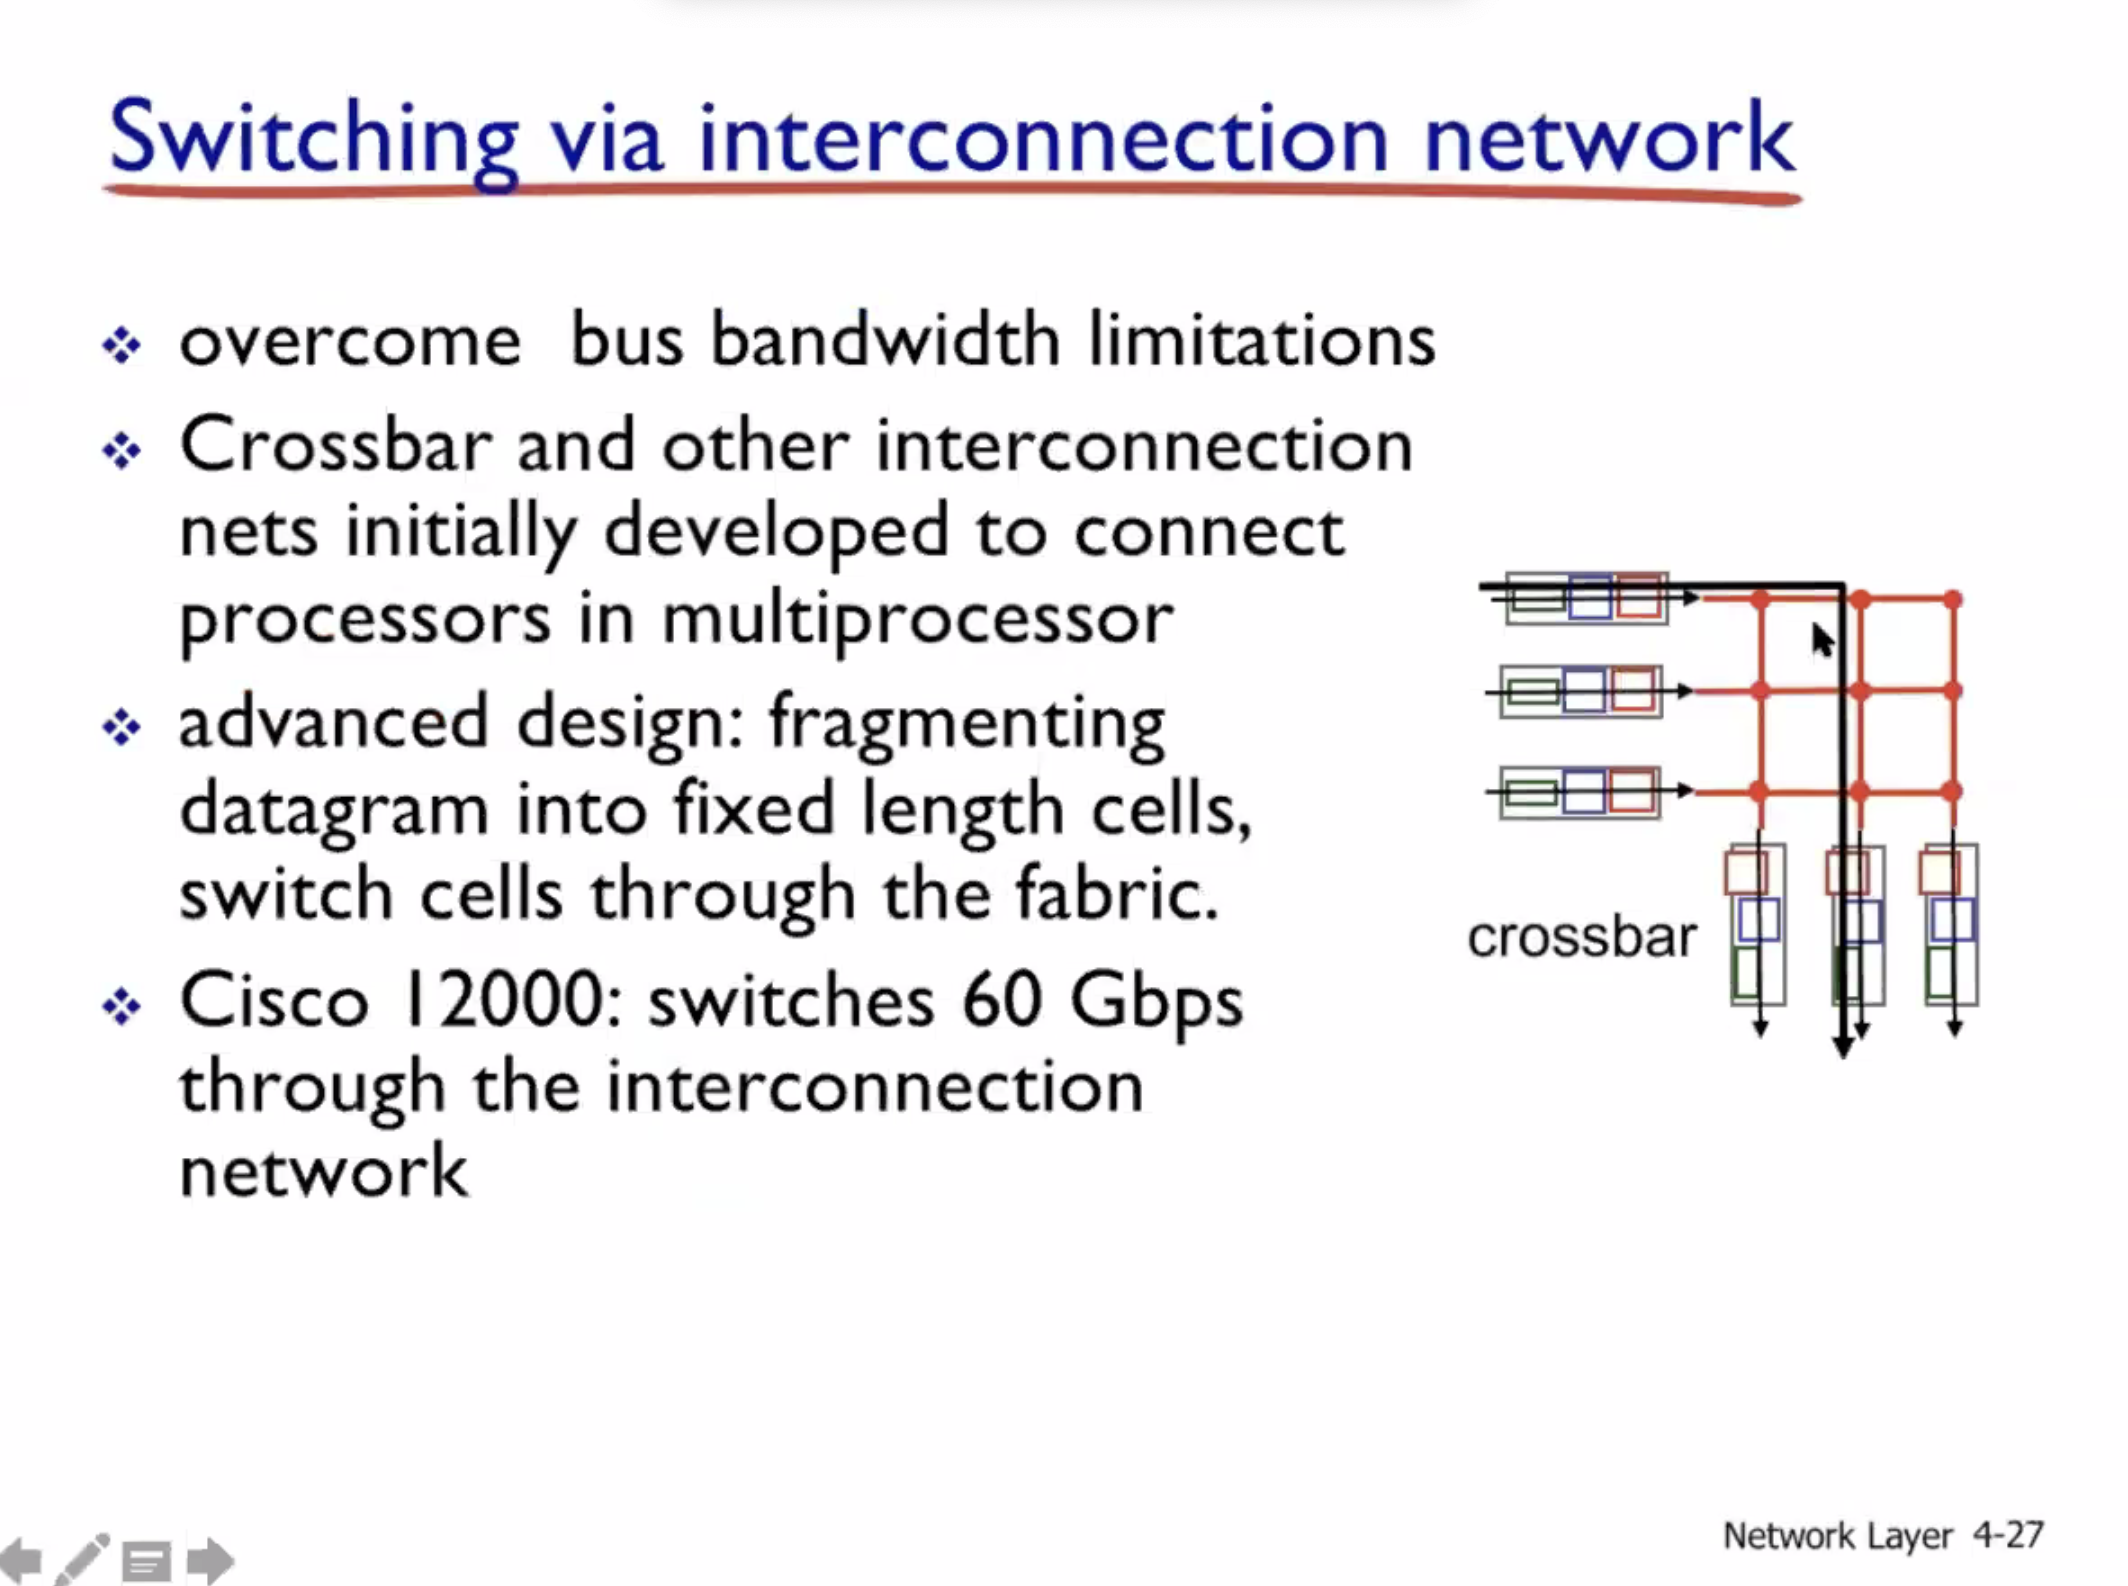 Switching via interconnection network
overcome bus bandwidth limitations
Crossbar and other interconnection
nets initially developed to connect
processors in multiprocessor
advanced design: fragmenting
datagram into fixed length cells,
switch cells through the fabric.
Cisco 12000: switches 60 Gbps
through the interconnection
network
crossbar
Network Layer 4-27